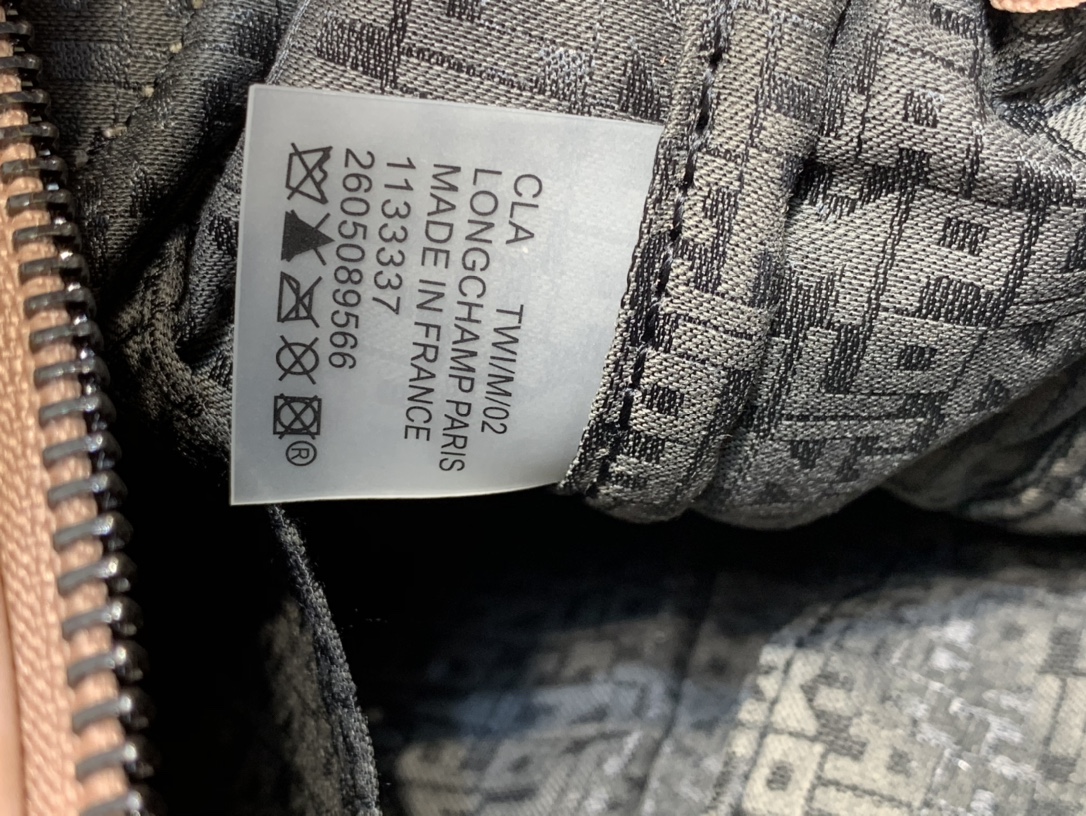 CLA TWI/M/02
LONGCHAMP PARIS
MADE IN FRANCE
1133337
2605089566
®